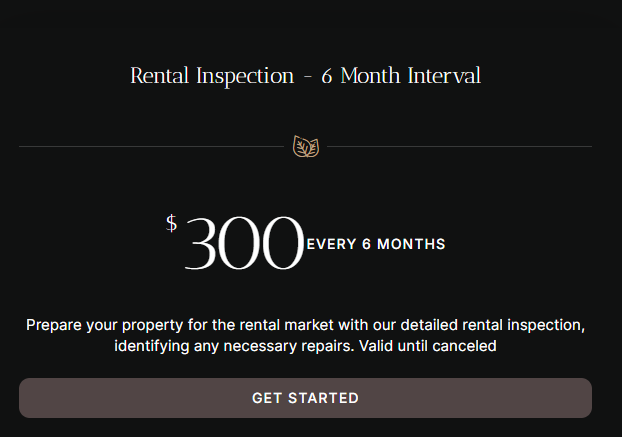 Rental Inspection - 6 Month Interval
$300 EVERY 6 MONTHS
Prepare your property for the rental market with our detailed rental inspection,
identifying any necessary repairs. Valid until canceled
GET STARTED